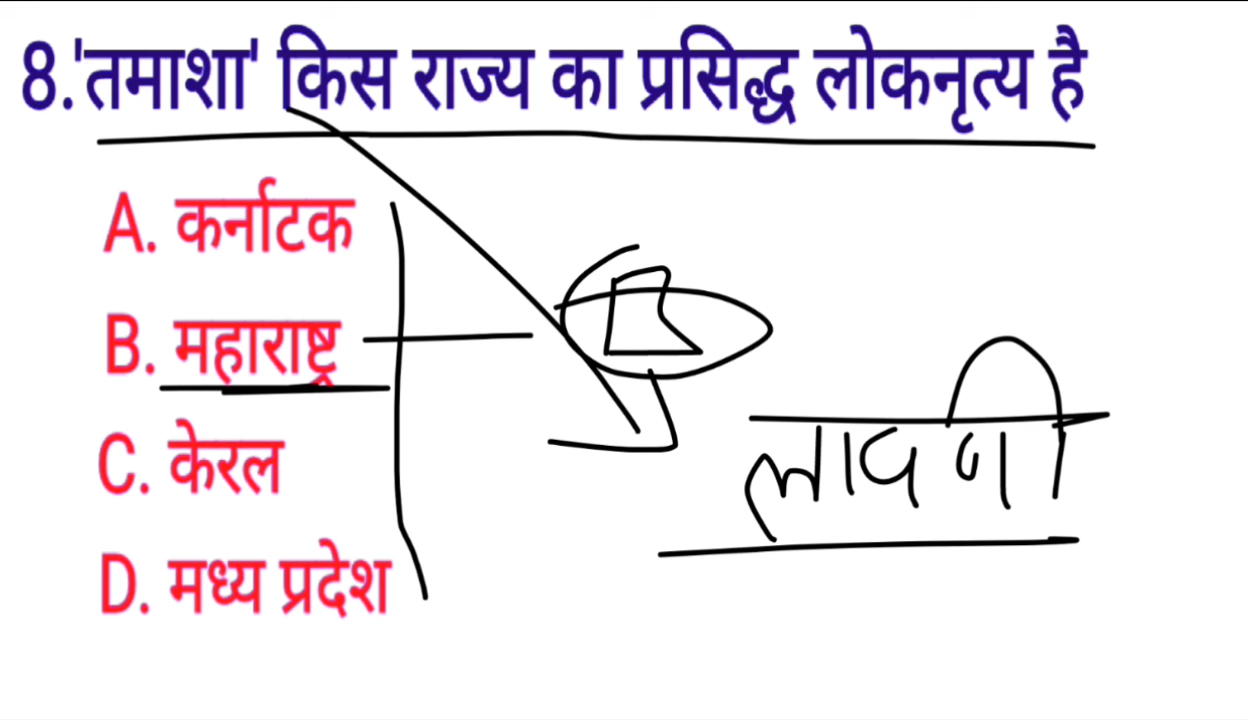 8.'तमाशा' किस राज्य का प्रसिद्ध लोकनृत्य है
A. कर्नाटक
B. महाराष्ट्र
C. केरल
D. मध्य प्रदेश
लावणी